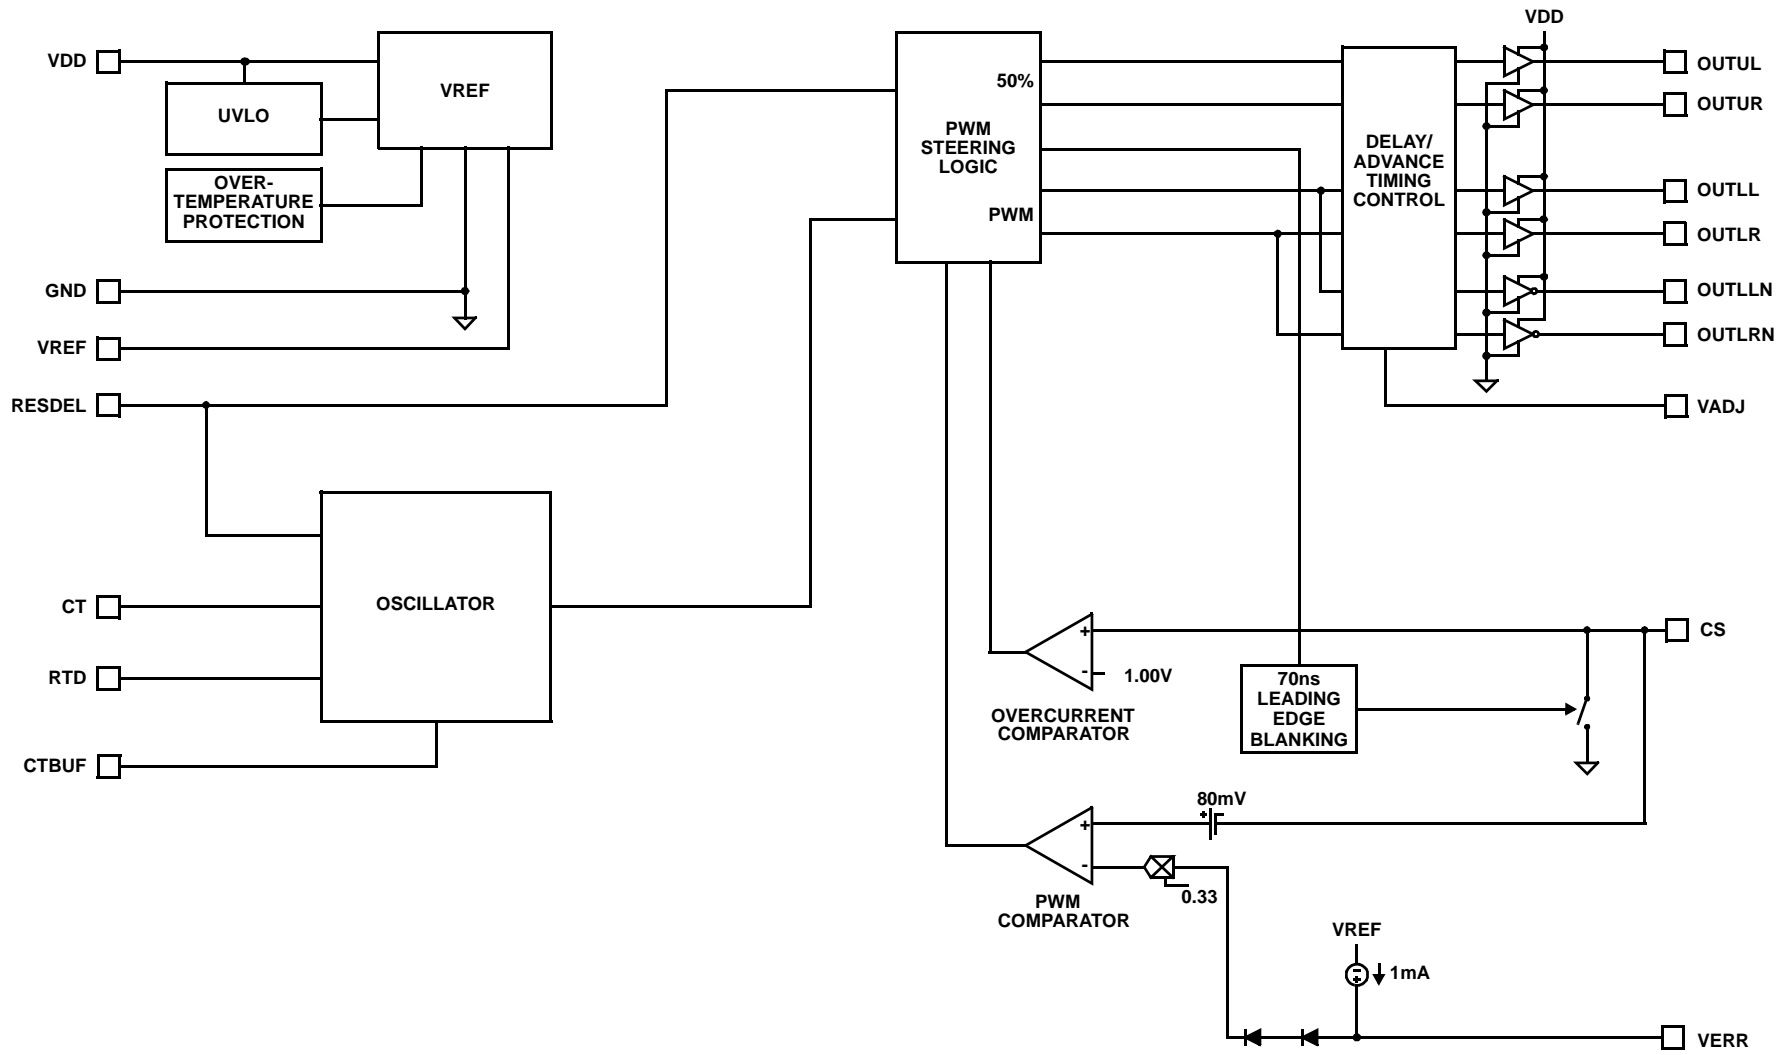 VDD
VDD
UVLO
VREF
OVER-
TEMPERATURE
PROTECTION
GND
VREF
RESDEL
CT
RTD
CTBUF
OSCILLATOR
50%
PWM
STEERING
LOGIC
PWM
DELAY/
ADVANCE
TIMING
CONTROL
OUTUL
OUTUR
OUTLL
OUTLR
OUTLLN
OUTLRN
VADJ
+
-
1.00V
OVERCURRENT
COMPARATOR
70ns
LEADING
EDGE
BLANKING
CS
80mV
+
+
-
0.33
PWM
COMPARATOR
VREF
-
+
1mA
VERR